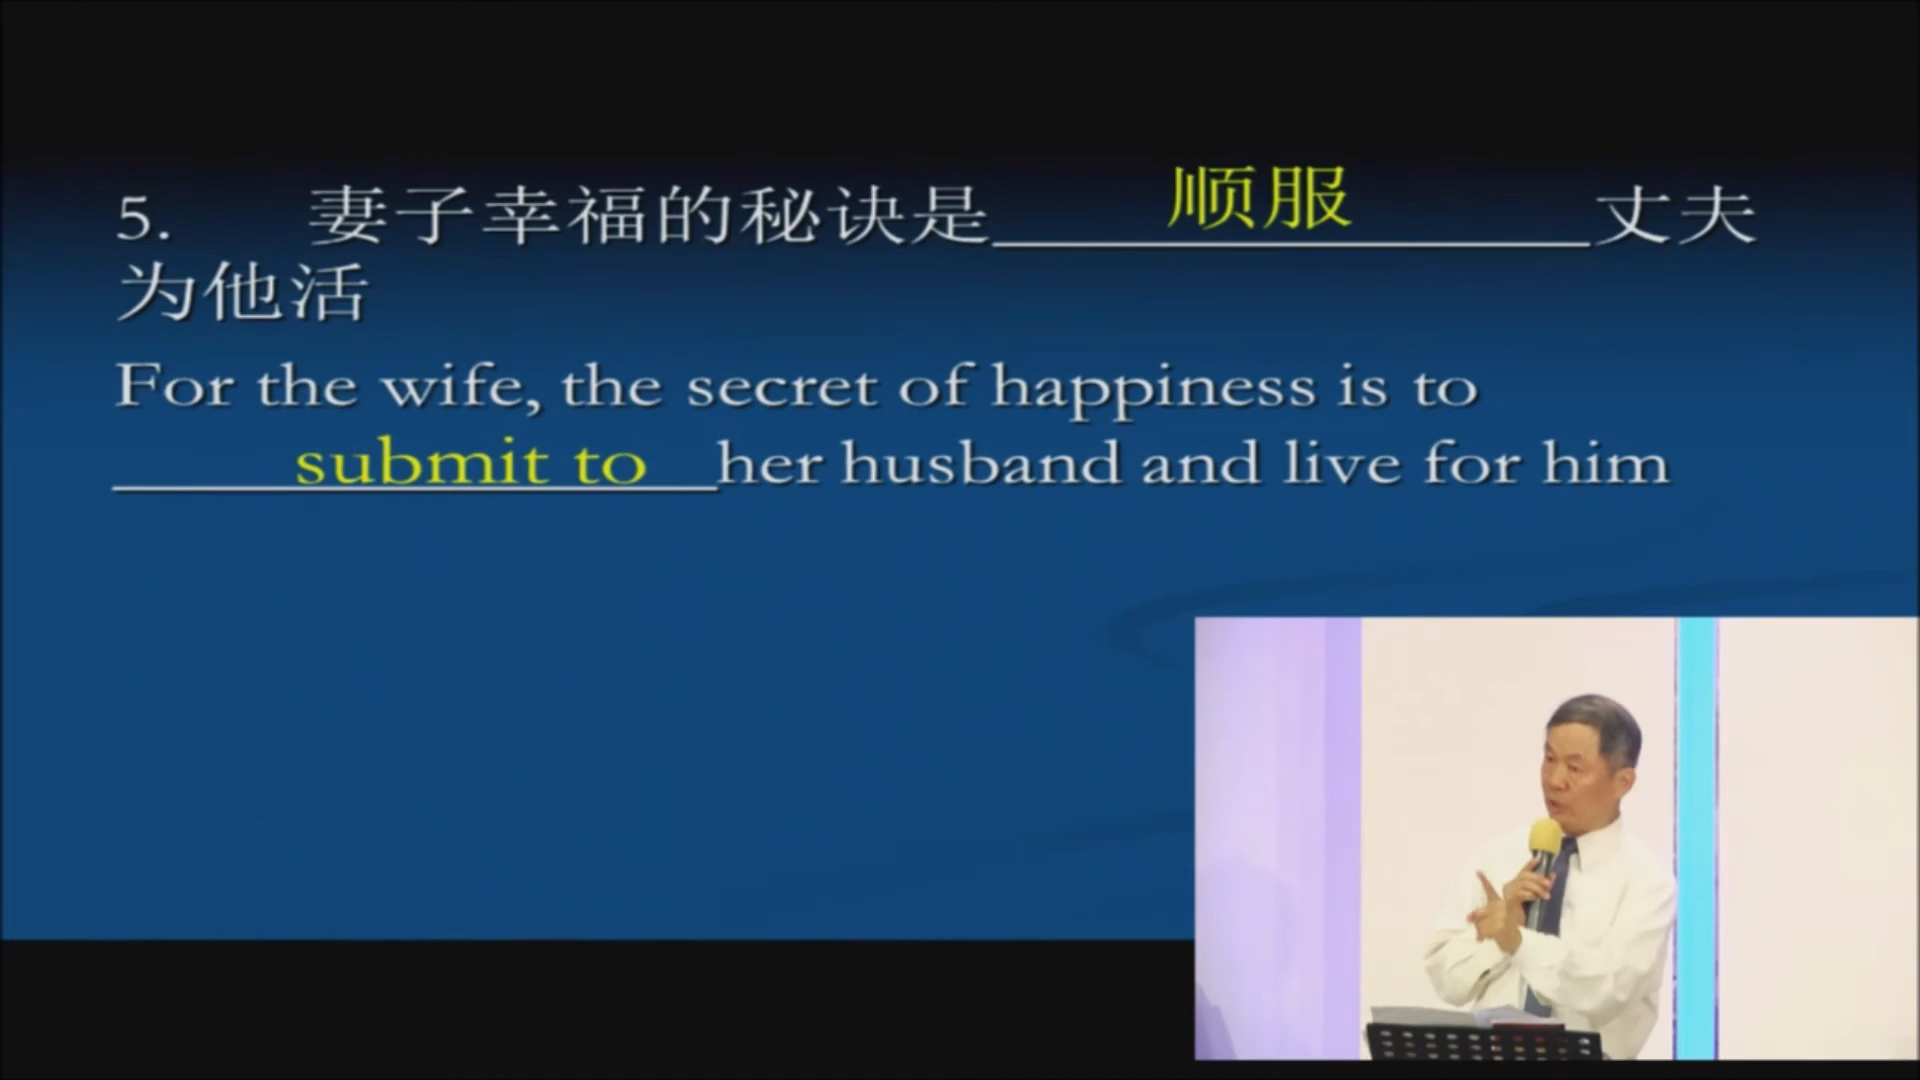 5. 妻子幸福的秘诀是顺服丈夫
为他活
For the wife, the secret of happiness is to
submit to her husband and live for him